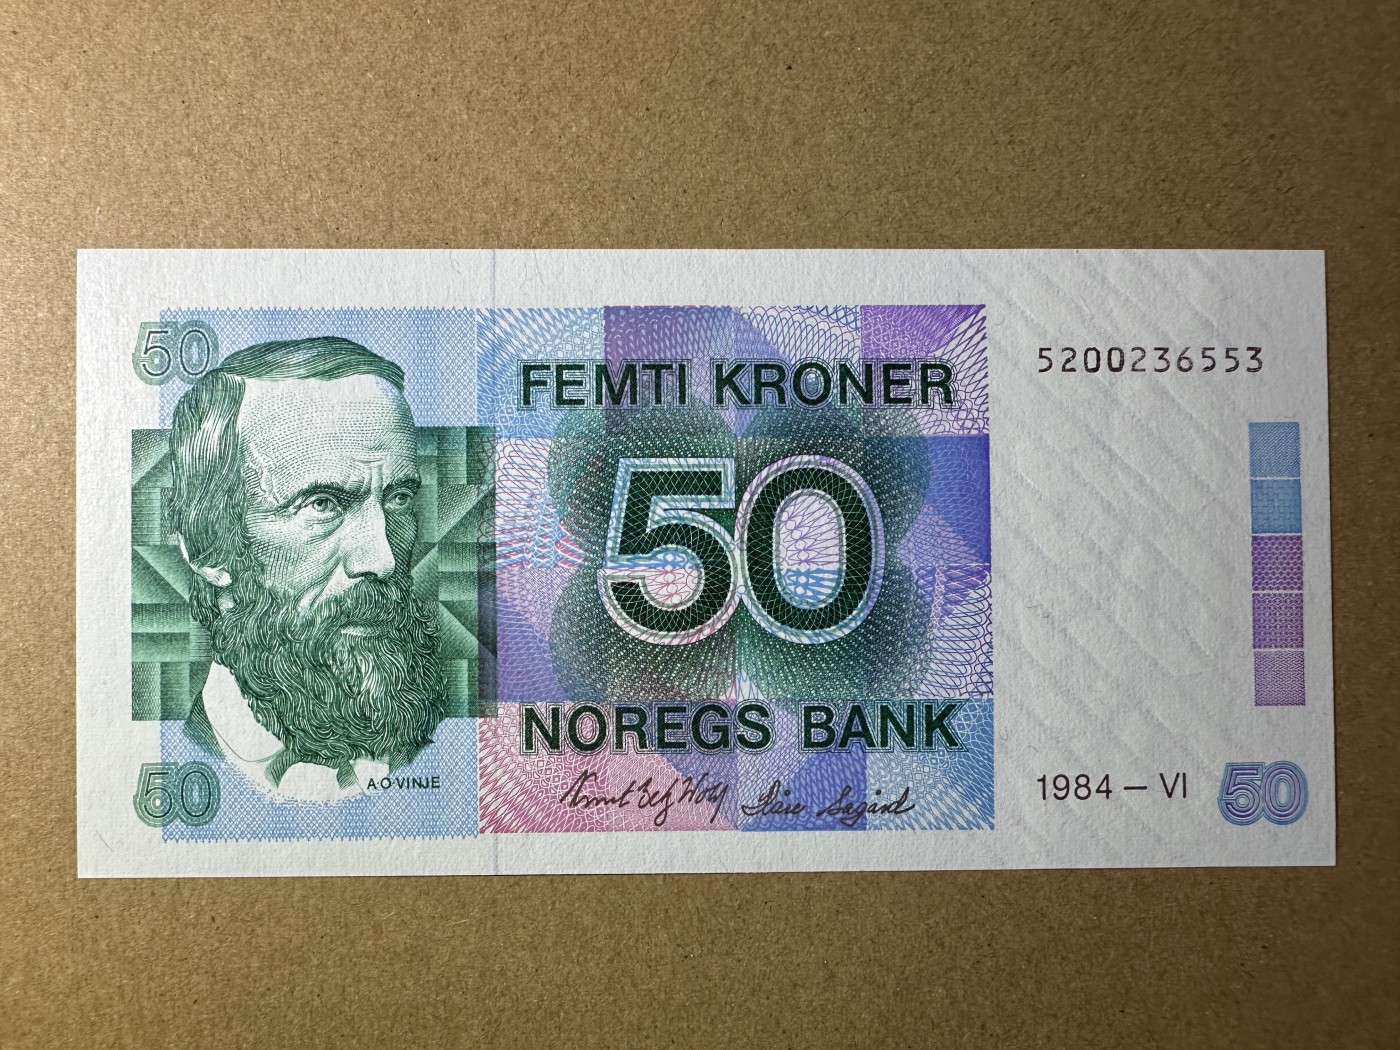 50
FEMTI KRONER
5200236553
50
NOREGS BANK
50
A.O.VINJE
1984 – VI
50